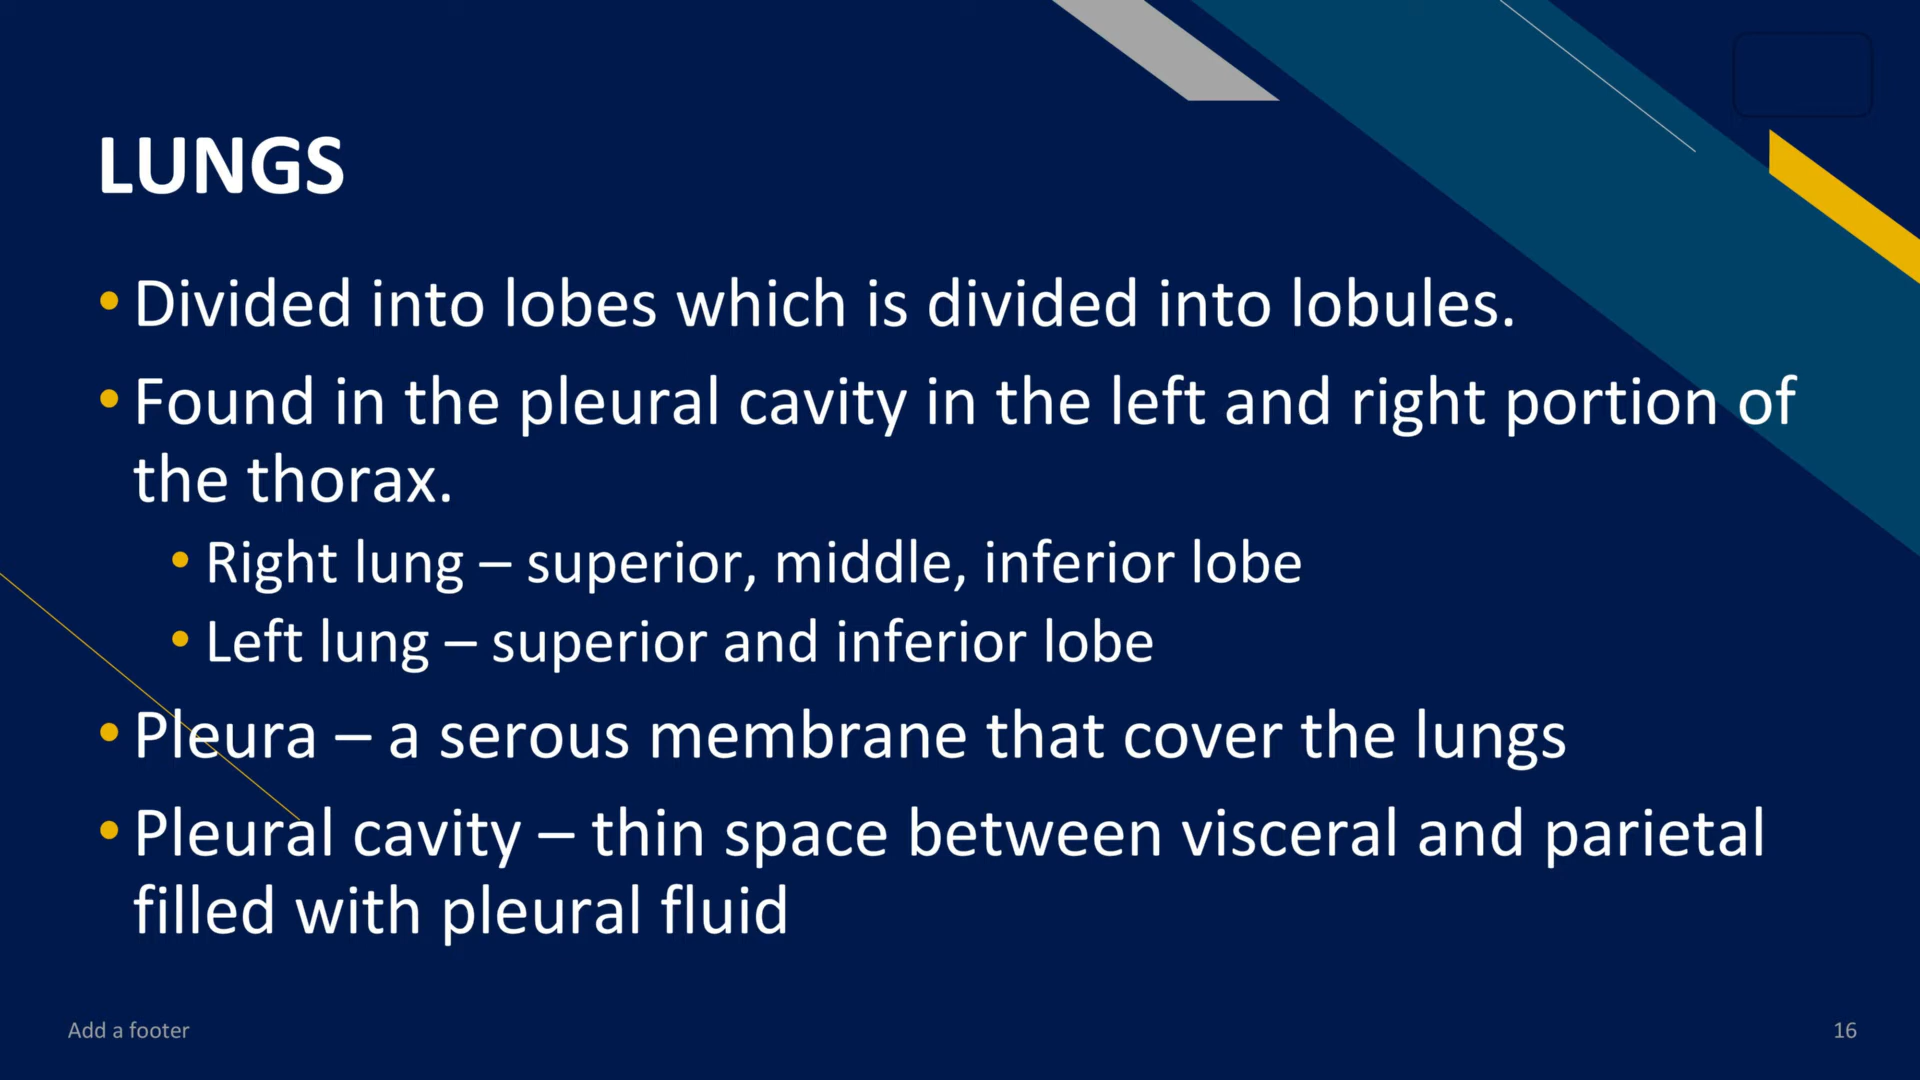 LUNGS
• Divided into lobes which is divided into lobules.
• Found in the pleural cavity in the left and right portion of
the thorax.
• Right lung – superior, middle, inferior lobe
• Left lung – superior and inferior lobe
• Pleura – a serous membrane that cover the lungs
• Pleural cavity – thin space between visceral and parietal
filled with pleural fluid
Add a footer
16